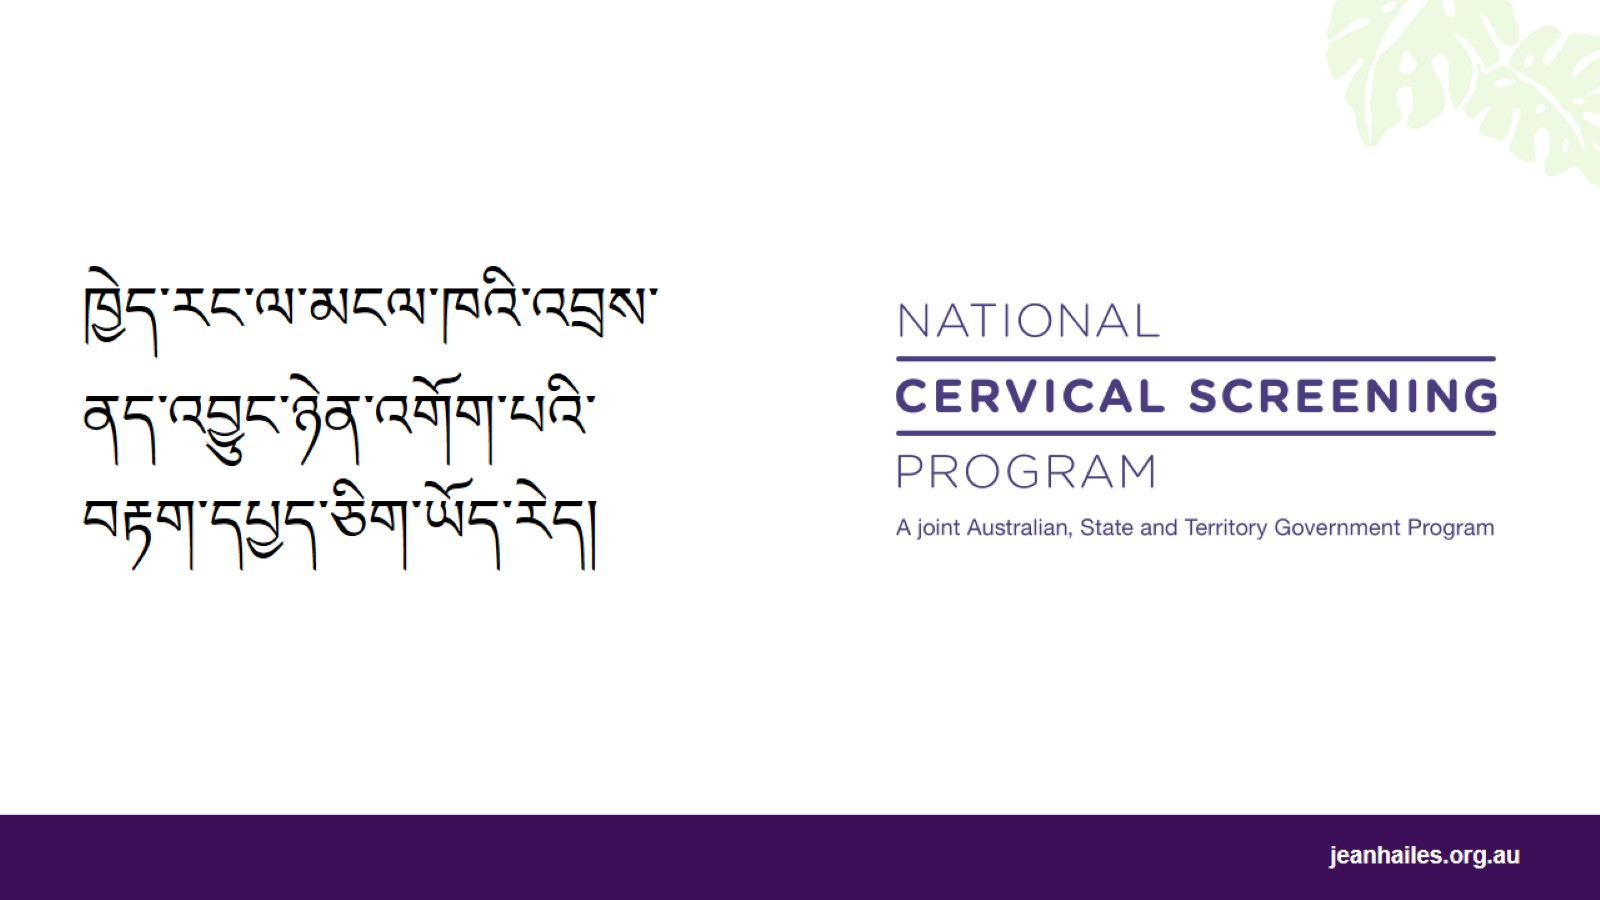 ཁྱེད་རང་ལ་མངལ་ཁའི་འབྲས་
ནད་འབྱུང་ཉེན་འགོག་པའི་
བརྟག་དཔྱད་ཅིག་ཡོད་རེད།
NATIONAL
CERVICAL SCREENING
PROGRAM
A joint Australian, State and Territory Government Program
jeanhailes.org.au